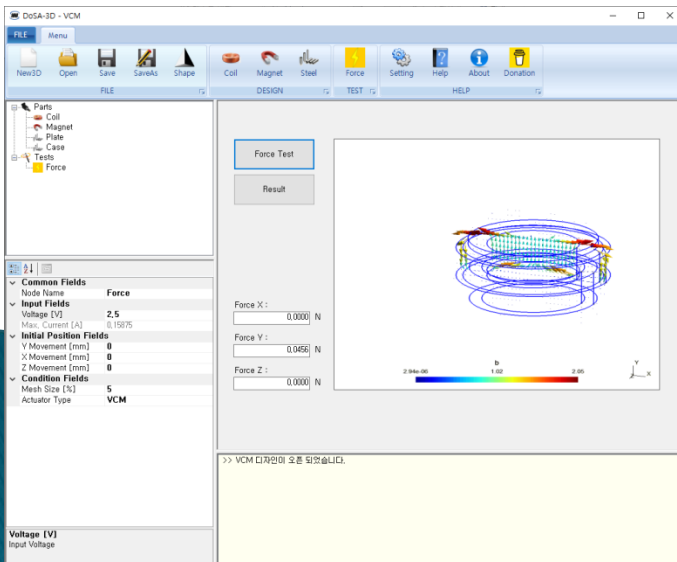 DoSA-3D - VCM
FILE Menu
New3D Open Save SaveAs Shape Coil Magnet Steel Force Setting Help About Donation
FILE DESIGN TEST HELP
Parts
Coil
Magnet
Plate
Case
Tests
Force
Force Test
Result
Common Fields
Node Name Force
Input Fields
Voltage [V] 2,5
Max, Current [A] 0,15875
Initial Position Fields
Y Movement [mm] 0
X Movement [mm] 0
Z Movement [mm] 0
Condition Fields
Mesh Size [%] 5
Actuator Type VCM
Force X :
0,0000 N
Force Y :
0,0456 N
Force Z :
0,0000 N
b
2.94e-06 1.02 2.05
Y
Z X
>> VCM 디자인이 오픈 되었습니다,
Voltage [V]
Input Voltage